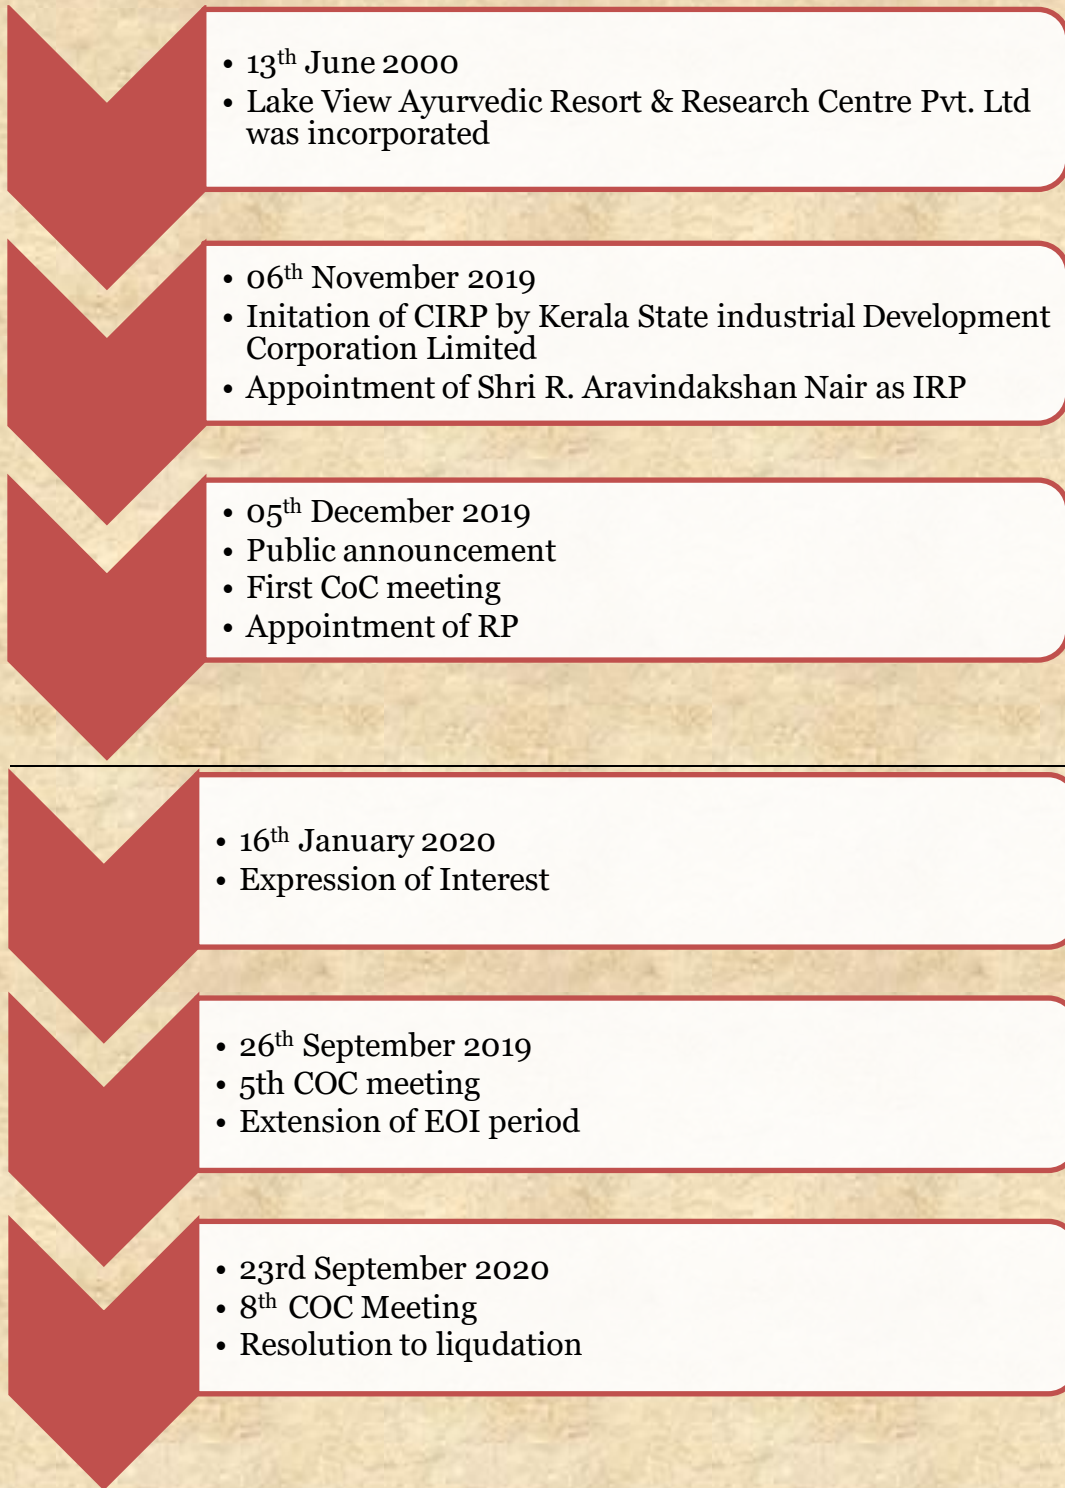 • 13th June 2000
• Lake View Ayurvedic Resort & Research Centre Pvt. Ltd
was incorporated
• 06th November 2019
• Initation of CIRP by Kerala State industrial Development
Corporation Limited
• Appointment of Shri R. Aravindakshan Nair as IRP
• 05th December 2019
• Public announcement
• First CoC meeting
• Appointment of RP
• 16th January 2020
• Expression of Interest
• 26th September 2019
• 5th COC meeting
• Extension of EOI period
• 23rd September 2020
• 8th COC Meeting
• Resolution to liqudation